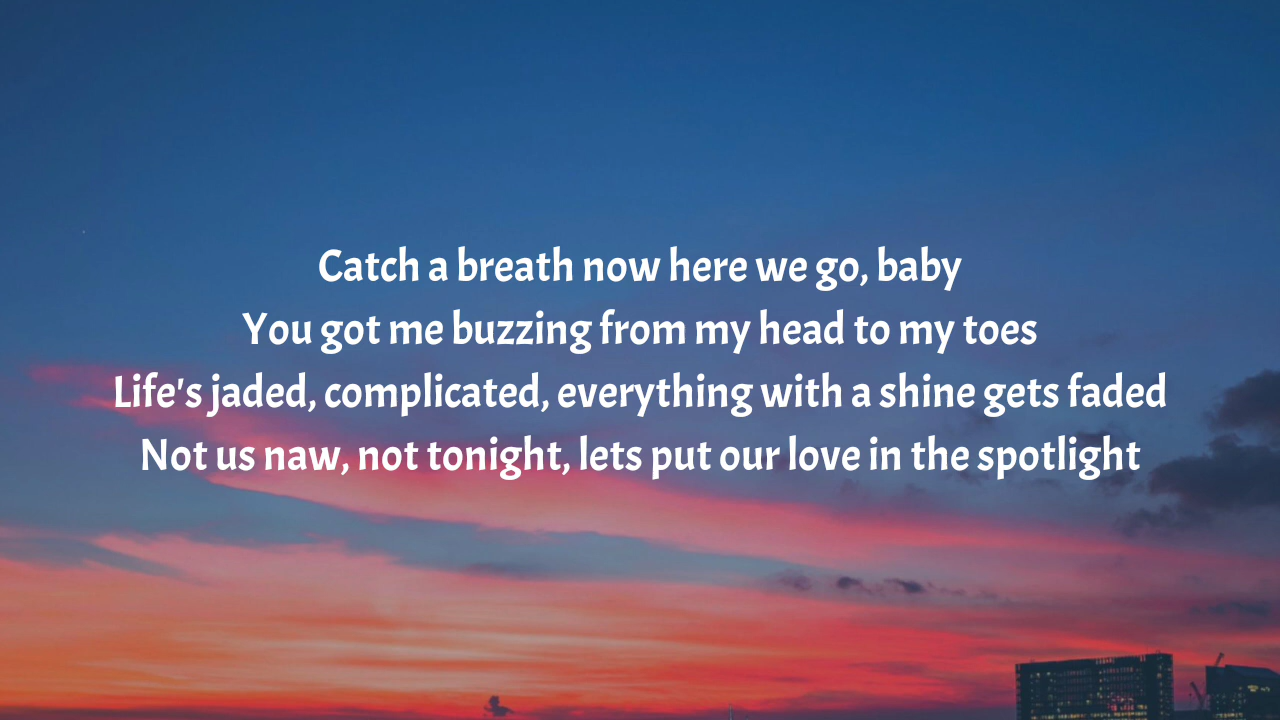 Catch a breath now here we go, baby
You got me buzzing from my head to my toes
Life's jaded, complicated, everything with a shine gets faded
Not us naw, not tonight, lets put our love in the spotlight